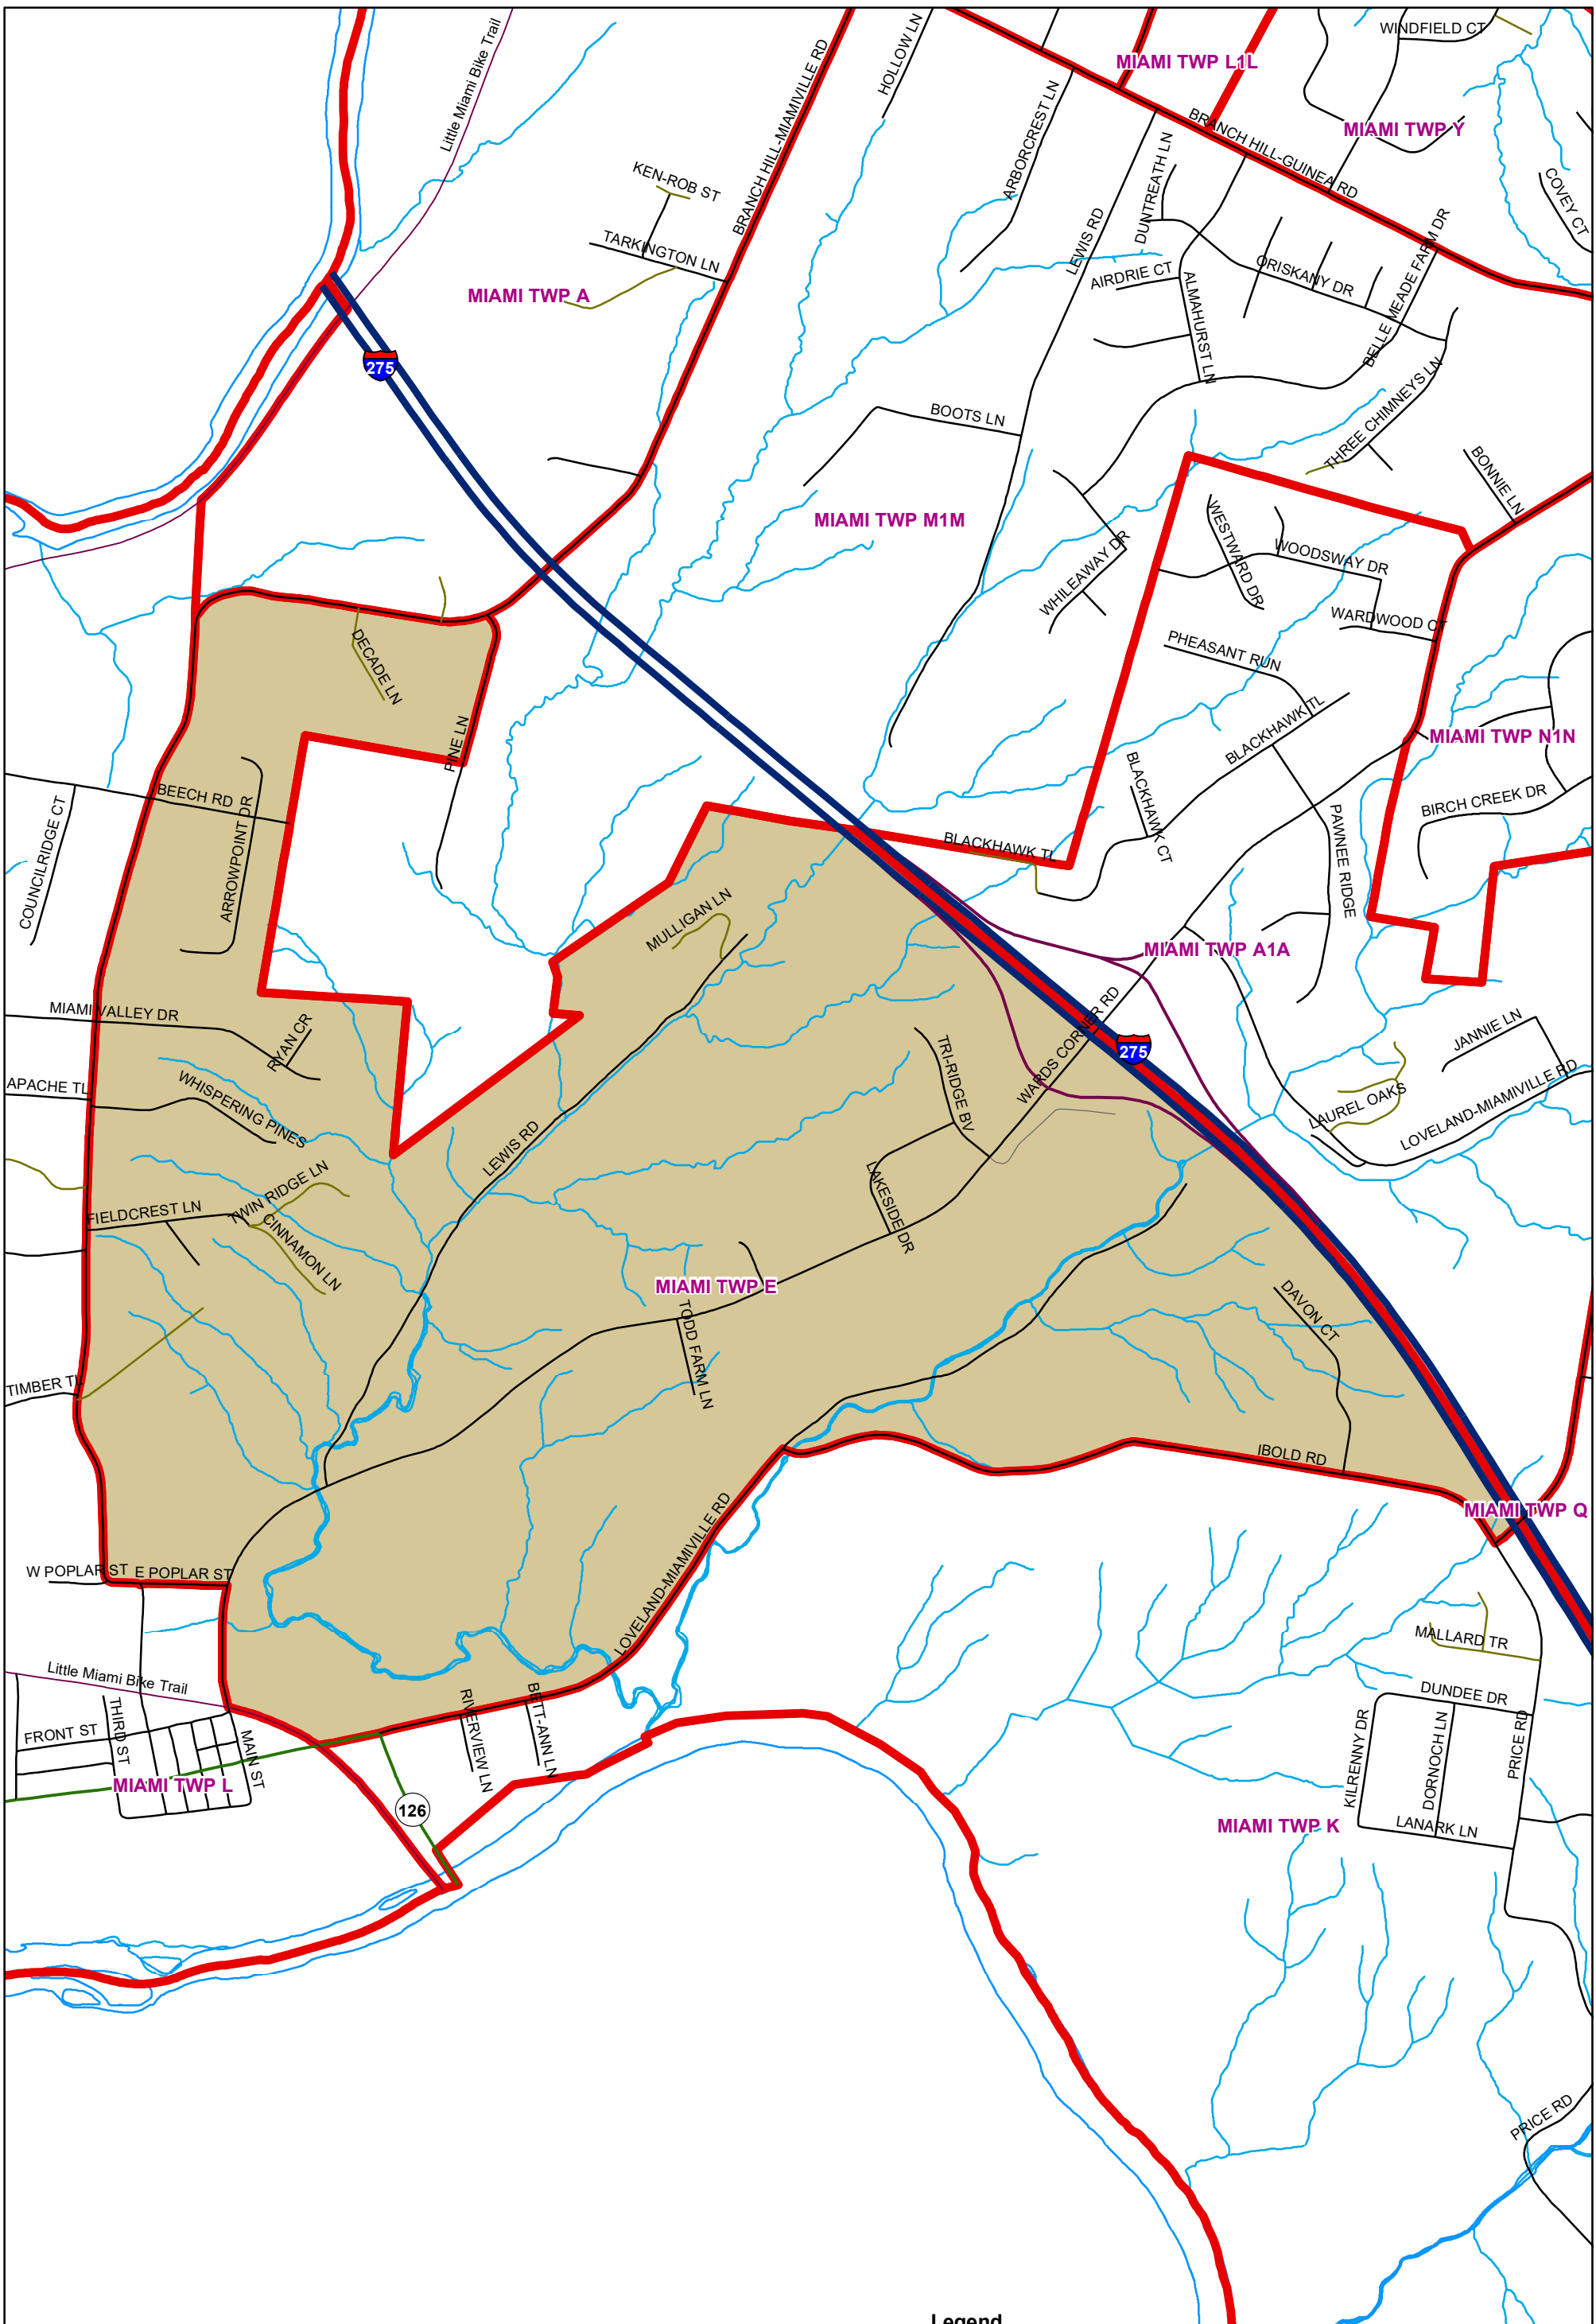 WINDFIELD CT
Little Miami Bike Trail
HOLLOW LN
BRANCH HILL-MIAMIVILLE RD
MIAMI TWP L1L
MIAMI TWP Y
BRANCH HILL-GUINEA RD
ARBORCREST LN
KEN-ROB ST
TARKINGTON LN
MIAMI TWP A
LEWIS RD
DUNTREATH LN
COVEY CT
AIRDRIE CT
ORISKANY DR
ALMAHURST LN
BELLE MEADE FARM DR
275
BOOTS LN
THREE CHIMNEYS LN
BONNIE LN
MIAMI TWP M1M
WESTWARD DR
WOODSWAY DR
WHILEAWAY DR
WARDWOOD CT
PHEASANT RUN
DECADE LN
PINE LN
BLACKHAWK TL
MIAMI TWP N1N
BEECH RD
ARROWPOINT DR
COUNCILRIDGE CT
BLACKHAWK CT
BIRCH CREEK DR
PAWNEE RIDGE
BLACKHAWK TL
MULLIGAN LN
MIAMI TWP A1A
MIAMI VALLEY DR
RYAN CR
WARDS CORNER RD
275
TRI-RIDGE BV
JANNIE LN
APACHE TL
WHISPERING PINES
LAUREL OAKS
LOVELAND-MIAMIVILLE RD
LEWIS RD
LAKESIDE DR
FIELDCREST LN
TWIN RIDGE LN
CINNAMON LN
MIAMI TWP E
TODD FARM LN
DAVON CT
TIMBER TL
IBOLD RD
MIAMI TWP Q
LOVELAND-MIAMIVILLE RD
W POPLAR ST
E POPLAR ST
MALLARD TR
Little Miami Bike Trail
DUNDEE DR
FRONT ST
THIRD ST
MAIN ST
RIVERVIEW LN
BETT-ANN LN
KILRENNY DR
DORNOCH LN
PRICE RD
MIAMI TWP L
126
MIAMI TWP K
LANARK LN
PRICE RD
Legend